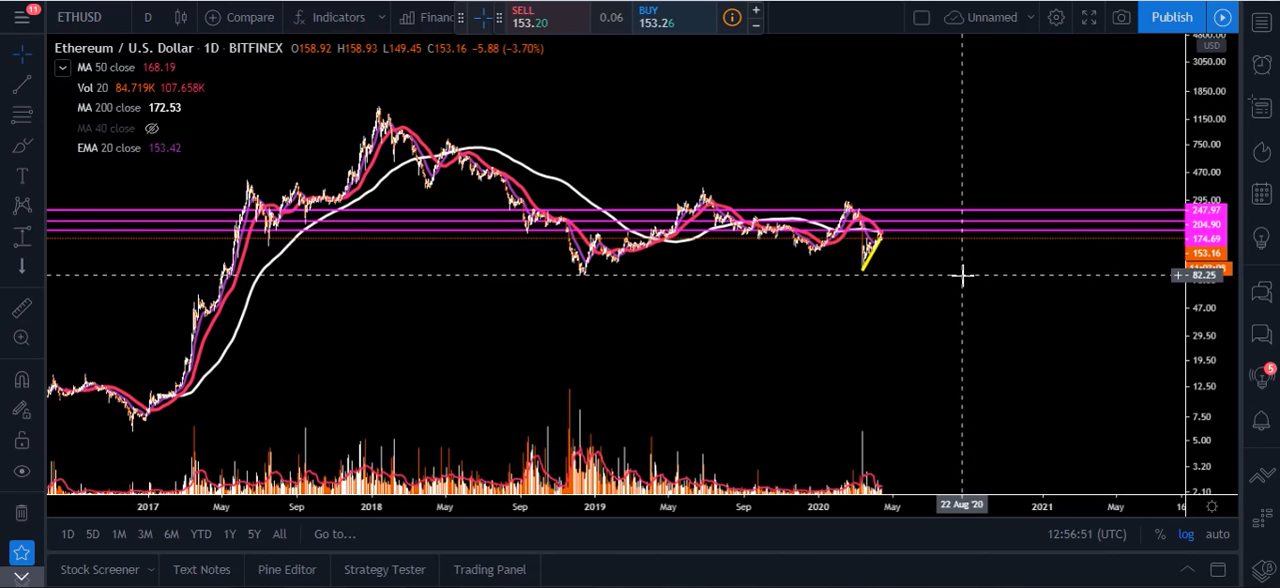 11 ETHUSD D Compare Indicators Financ SELL 153.20 0.06 BUY 153.26 Unnamed Publish
Ethereum / U.S. Dollar · 1D · BITFINEX O158.92 H158.93 L149.45 C153.16 −5.88 (−3.70%)
MA 50 close 168.19
Vol 20 84.719K 107.658K
MA 200 close 172.53
MA 40 close
EMA 20 close 153.42
4800.00
USD
3050.00
1850.00
1150.00
750.00
470.00
295.00
247.97
204.90
174.69
153.16
82.25
47.00
29.50
19.50
12.50
7.50
5.00
3.20
2.10
5
2017 May Sep 2018 May Sep 2019 May Sep 2020 May 22 Aug '20 2021 May 16
1D 5D 1M 3M 6M YTD 1Y 5Y All Go to... 12:56:51 (UTC) % log auto
Stock Screener Text Notes Pine Editor Strategy Tester Trading Panel